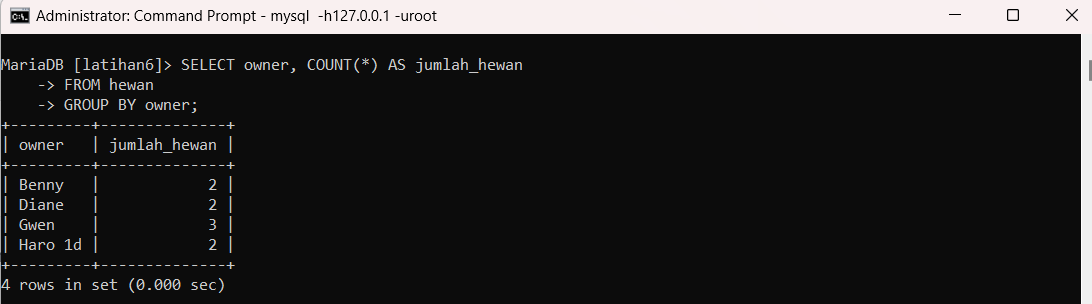 Administrator: Command Prompt - mysql  -h127.0.0.1 -uroot
MariaDB [latihan6]> SELECT owner, COUNT(*) AS jumlah_hewan
    -> FROM hewan
    -> GROUP BY owner;
+---------+--------------+
| owner   | jumlah_hewan |
+---------+--------------+
| Benny   |            2 |
| Diane   |            2 |
| Gwen    |            3 |
| Haro 1d |            2 |
+---------+--------------+
4 rows in set (0.000 sec)